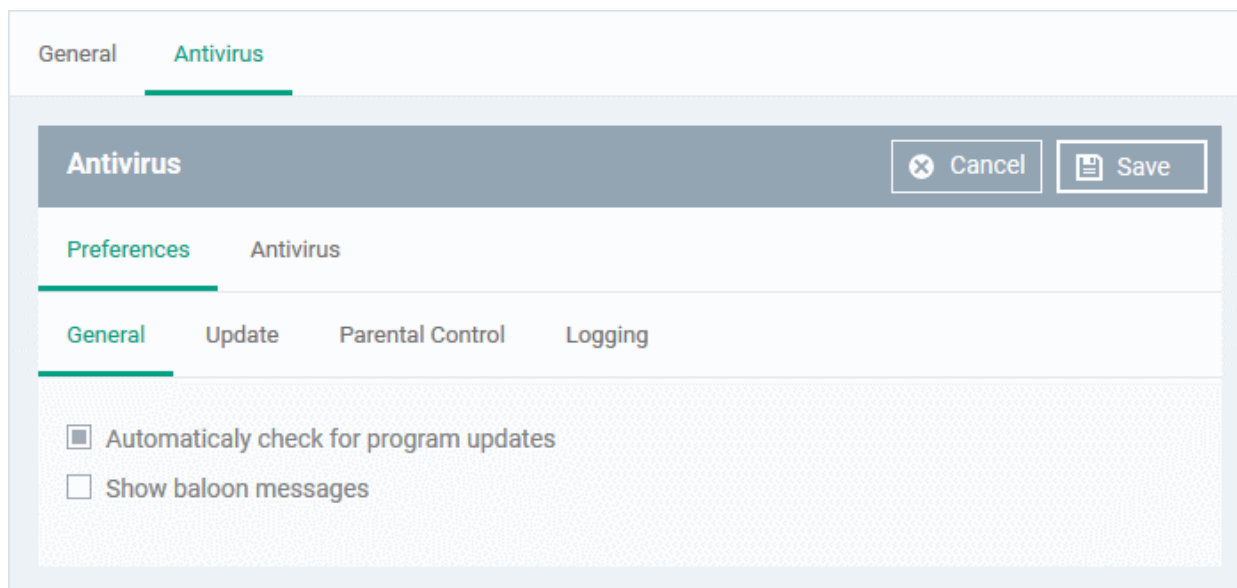 General Antivirus
Antivirus Cancel Save
Preferences Antivirus
General Update Parental Control Logging
Automaticaly check for program updates
Show baloon messages